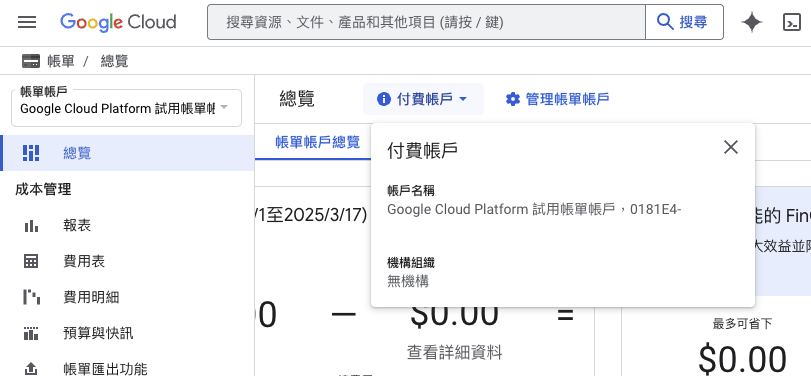 Google Cloud
搜尋資源、文件、產品和其他項目 (請按 / 鍵)
搜尋
帳單 / 總覽
帳單帳戶
Google Cloud Platform 試用帳單帳
總覽
付費帳戶
管理帳單帳戶
總覽
成本管理
報表
費用表
費用明細
預算與快訊
帳單匯出功能
帳單帳戶總覽
付費帳戶
帳戶名稱
Google Cloud Platform 試用帳單帳戶，0181E4-
機構組織
無機構
/1至2025/3/17)
能的 FinO
大效益並降
00 — $0.00 =
查看詳細資料
最多可省下
$0.00